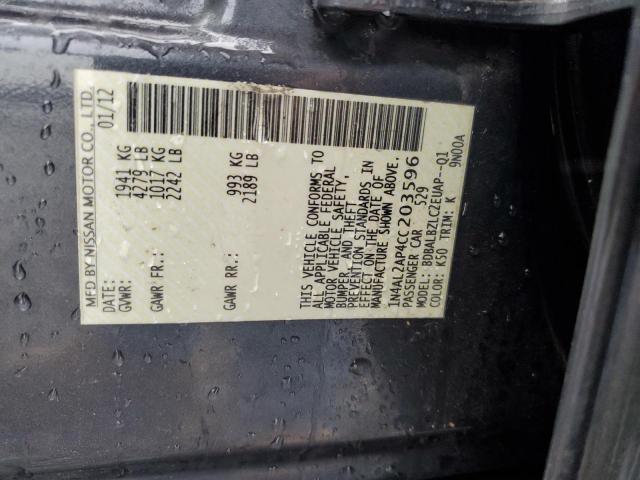 MFD BY NISSAN MOTOR CO., LTD.
DATE: 01/12
GVWR: 1941 KG
4279 LB
GAWR FR.: 1017 KG
2242 LB
GAWR RR.: 993 KG
2189 LB
THIS VEHICLE CONFORMS TO
ALL APPLICABLE FEDERAL
MOTOR VEHICLE SAFETY,
BUMPER, AND THEFT
PREVENTION STANDARDS IN
EFFECT ON THE DATE OF
MANUFACTURE SHOWN ABOVE.
1N4AL2AP4CC203596
PASSENGER CAR 529
MODEL: BDBALBZLCZEUAP--Q1
COLOR: K50 TRIM: K 9N00A